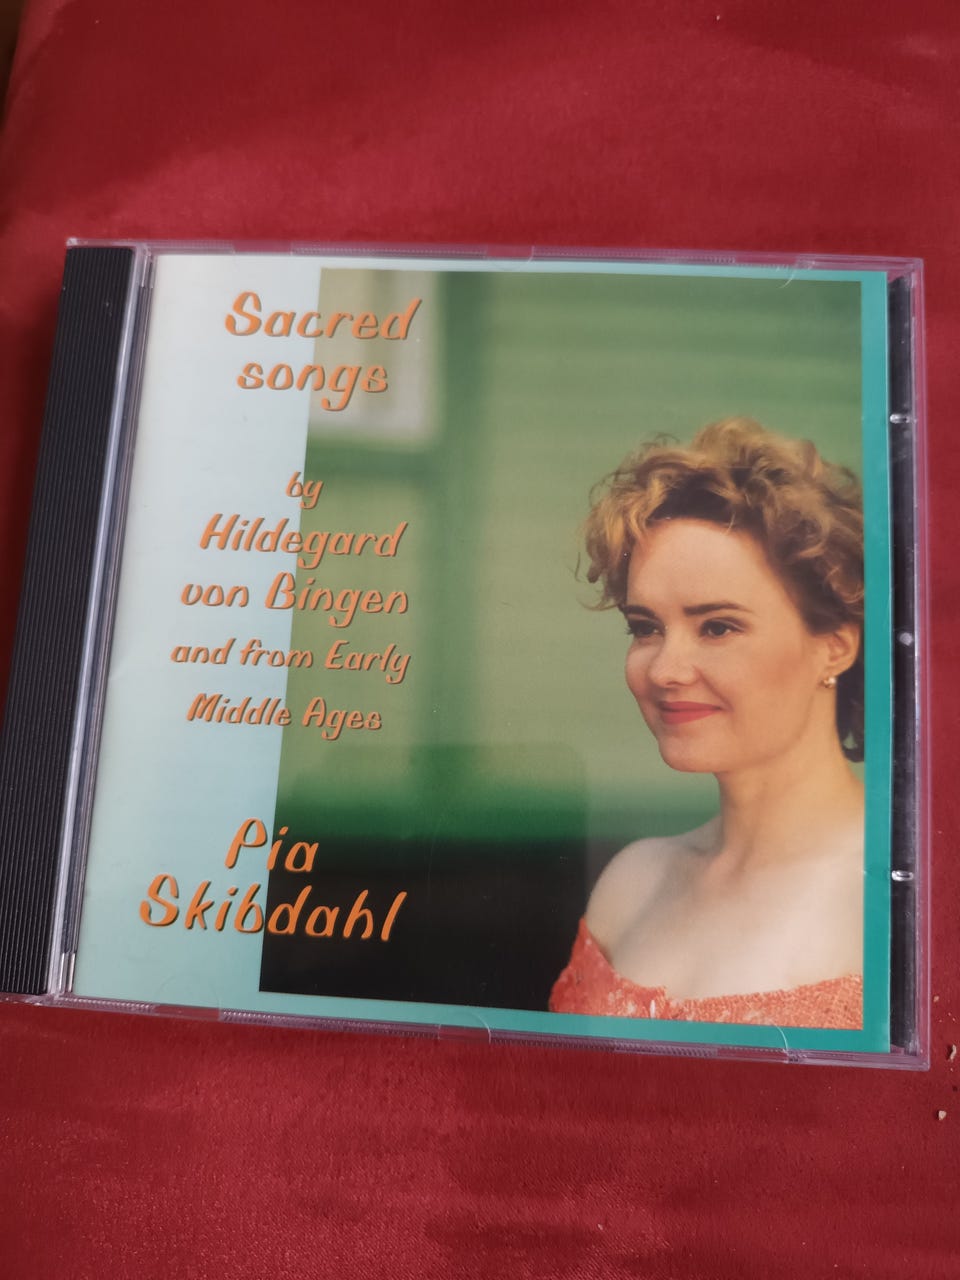 Sacred
songs
by
Hildegard
von Bingen
and from Early
Middle Ages
Pia
Skibdahl